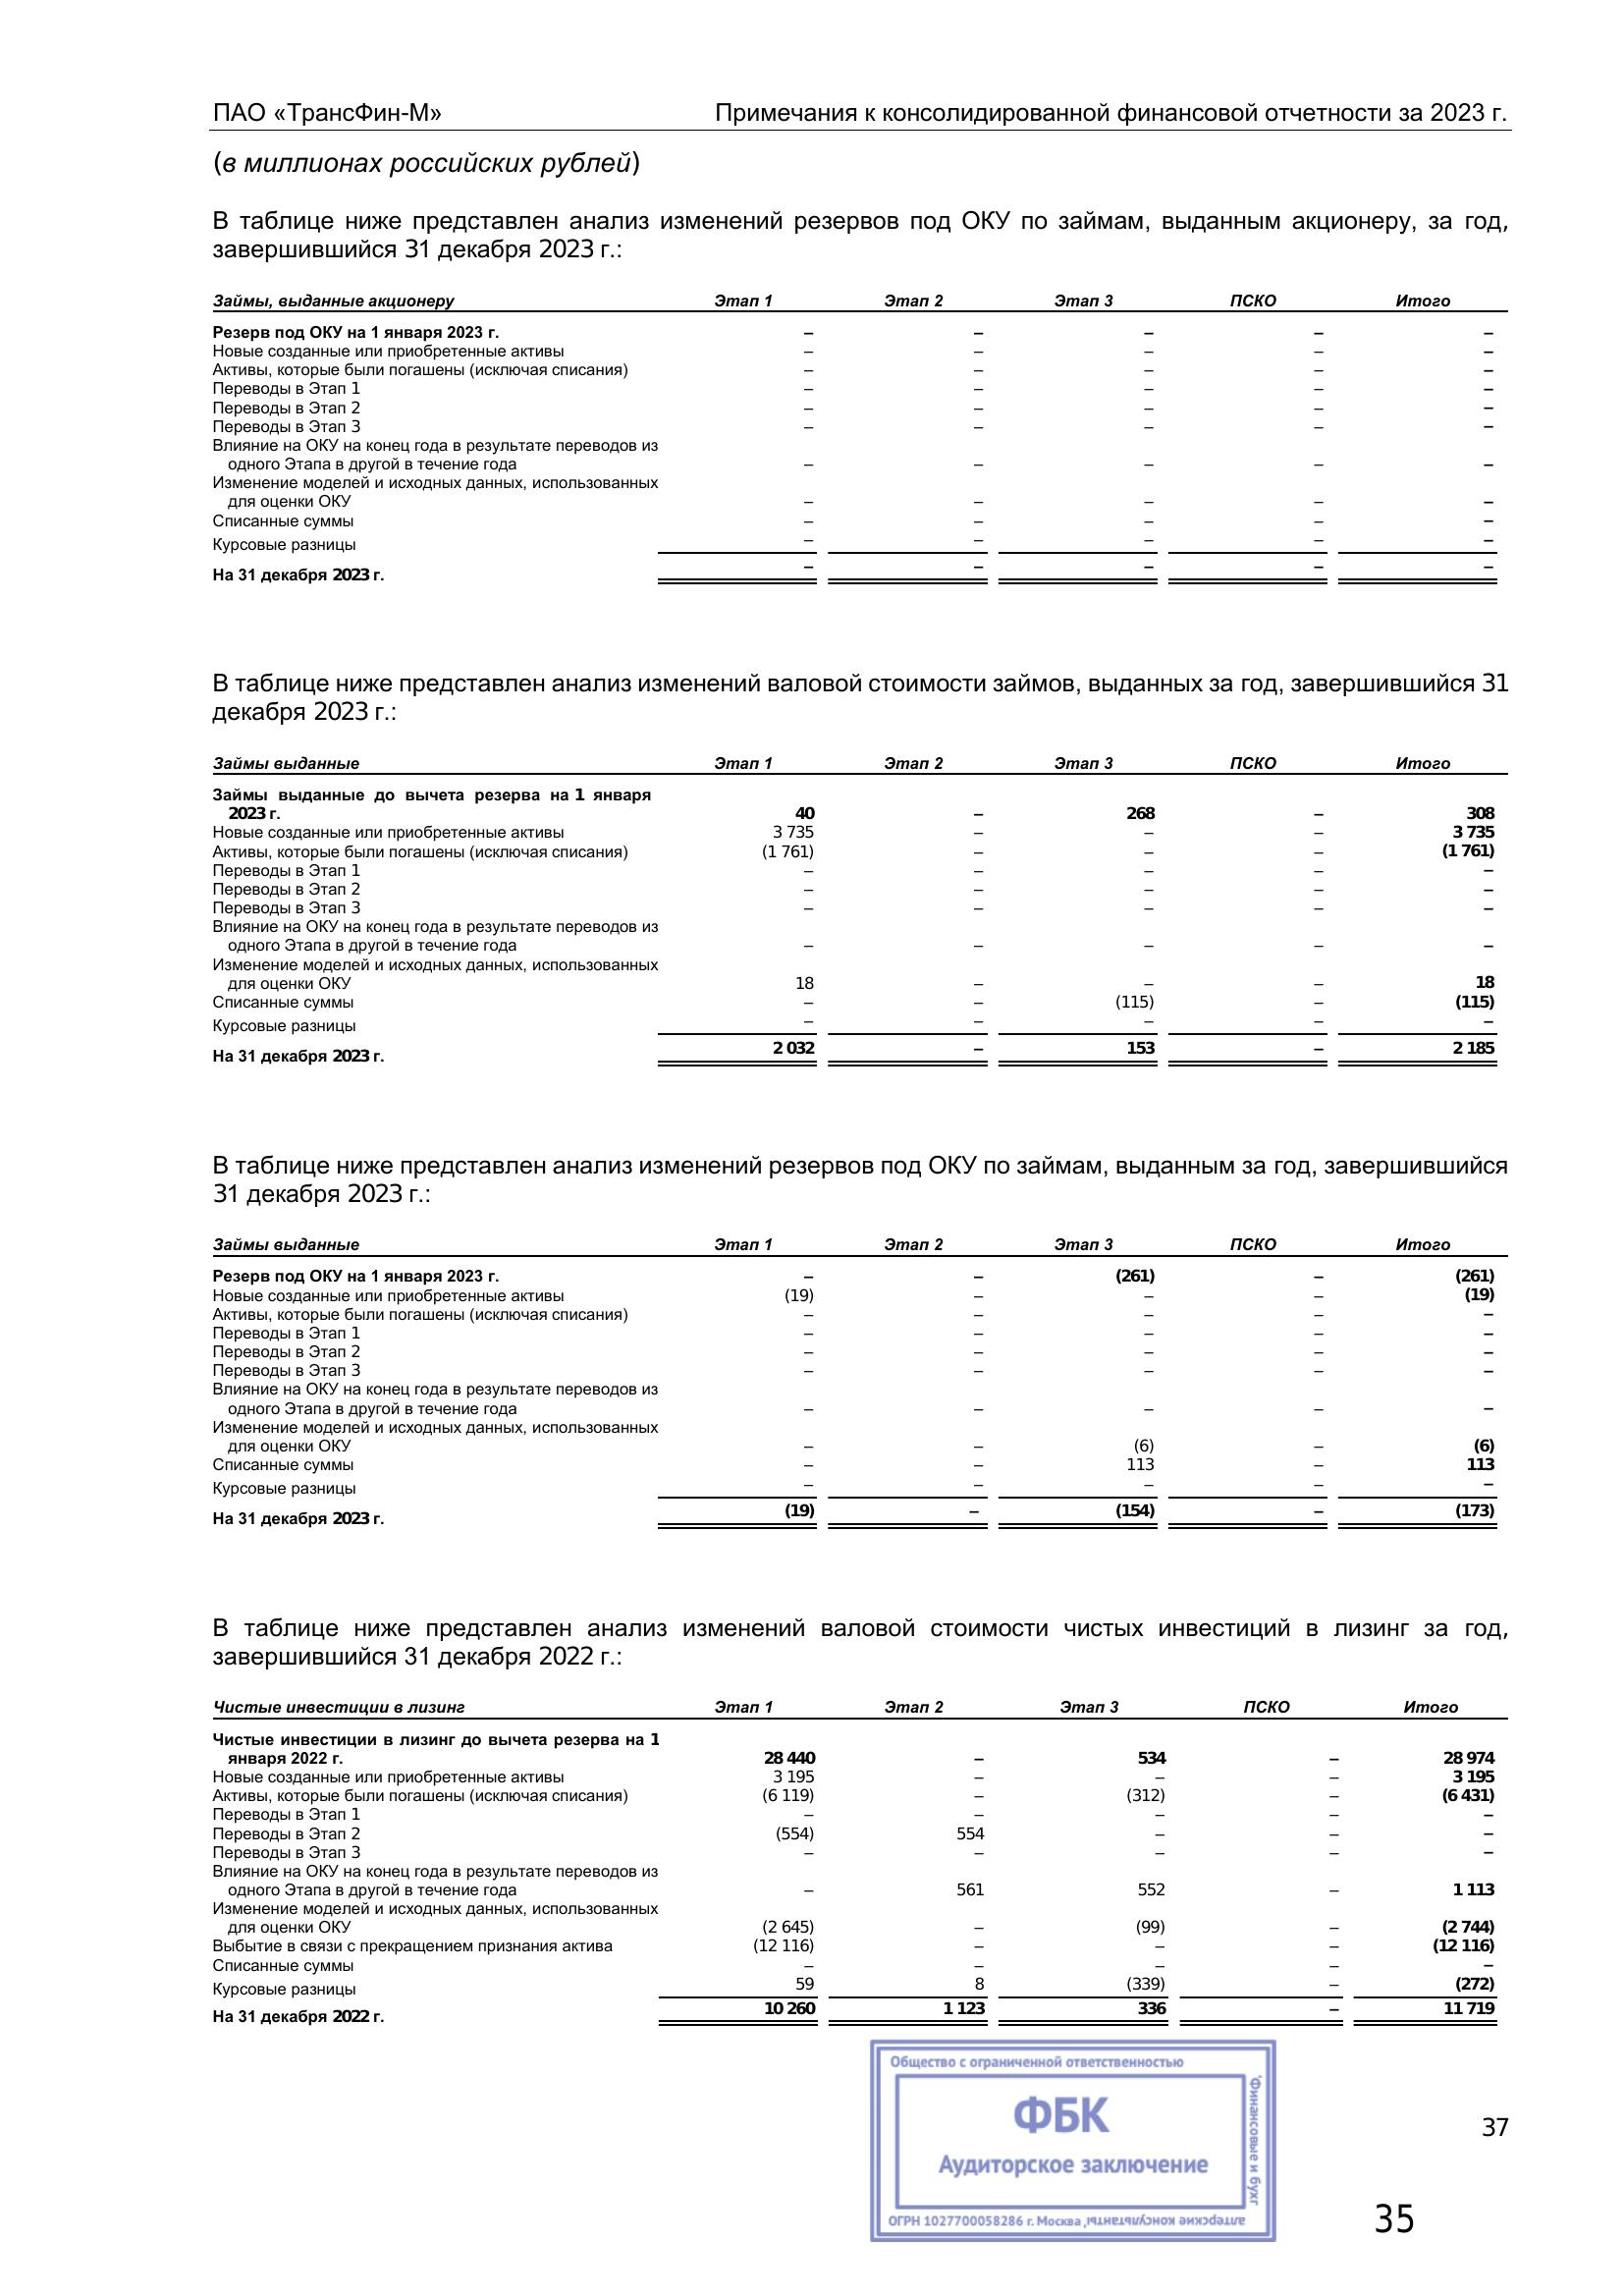 ПАО «ТрансФин-М» Примечания к консолидированной финансовой отчетности за 2023 г.
(в миллионах российских рублей)
В таблице ниже представлен анализ изменений резервов под ОКУ по займам, выданным акционеру, за год,
завершившийся 31 декабря 2023 г.:
Займы, выданные акционеру Этап 1 Этап 2 Этап 3 ПСКО Итого
Резерв под ОКУ на 1 января 2023 г. – – – – –
Новые созданные или приобретенные активы – – – – –
Активы, которые были погашены (исключая списания) – – – – –
Переводы в Этап 1 – – – – –
Переводы в Этап 2 – – – – –
Переводы в Этап 3 – – – – –
Влияние на ОКУ на конец года в результате переводов из
одного Этапа в другой в течение года – – – – –
Изменение моделей и исходных данных, использованных
для оценки ОКУ – – – – –
Списанные суммы – – – – –
Курсовые разницы – – – – –
На 31 декабря 2023 г. – – – – –
В таблице ниже представлен анализ изменений валовой стоимости займов, выданных за год, завершившийся 31
декабря 2023 г.:
Займы выданные Этап 1 Этап 2 Этап 3 ПСКО Итого
Займы выданные до вычета резерва на 1 января
2023 г. 40 – 268 – 308
Новые созданные или приобретенные активы 3 735 – – – 3 735
Активы, которые были погашены (исключая списания) (1 761) – – – (1 761)
Переводы в Этап 1 – – – – –
Переводы в Этап 2 – – – – –
Переводы в Этап 3 – – – – –
Влияние на ОКУ на конец года в результате переводов из
одного Этапа в другой в течение года – – – – –
Изменение моделей и исходных данных, использованных
для оценки ОКУ 18 – – – 18
Списанные суммы – – (115) – (115)
Курсовые разницы – – – – –
На 31 декабря 2023 г. 2 032 – 153 – 2 185
В таблице ниже представлен анализ изменений резервов под ОКУ по займам, выданным за год, завершившийся
31 декабря 2023 г.:
Займы выданные Этап 1 Этап 2 Этап 3 ПСКО Итого
Резерв под ОКУ на 1 января 2023 г. – – (261) – (261)
Новые созданные или приобретенные активы (19) – – – (19)
Активы, которые были погашены (исключая списания) – – – – –
Переводы в Этап 1 – – – – –
Переводы в Этап 2 – – – – –
Переводы в Этап 3 – – – – –
Влияние на ОКУ на конец года в результате переводов из
одного Этапа в другой в течение года – – – – –
Изменение моделей и исходных данных, использованных
для оценки ОКУ – – (6) – (6)
Списанные суммы – – 113 – 113
Курсовые разницы – – – – –
На 31 декабря 2023 г. (19) – (154) – (173)
В таблице ниже представлен анализ изменений валовой стоимости чистых инвестиций в лизинг за год,
завершившийся 31 декабря 2022 г.:
Чистые инвестиции в лизинг Этап 1 Этап 2 Этап 3 ПСКО Итого
Чистые инвестиции в лизинг до вычета резерва на 1
января 2022 г. 28 440 – 534 – 28 974
Новые созданные или приобретенные активы 3 195 – – – 3 195
Активы, которые были погашены (исключая списания) (6 119) – (312) – (6 431)
Переводы в Этап 1 – – – – –
Переводы в Этап 2 (554) 554 – – –
Переводы в Этап 3 – – – – –
Влияние на ОКУ на конец года в результате переводов из
одного Этапа в другой в течение года – 561 552 – 1 113
Изменение моделей и исходных данных, использованных
для оценки ОКУ (2 645) – (99) – (2 744)
Выбытие в связи с прекращением признания актива (12 116) – – – (12 116)
Списанные суммы – – – – –
Курсовые разницы 59 8 (339) – (272)
На 31 декабря 2022 г. 10 260 1 123 336 – 11 719
Общество с ограниченной ответственностью
"Финансовые и бухг
алтерские консультанты"
ФБК
Аудиторское заключение
ОГРН 1027700058286 г. Москва
37
35